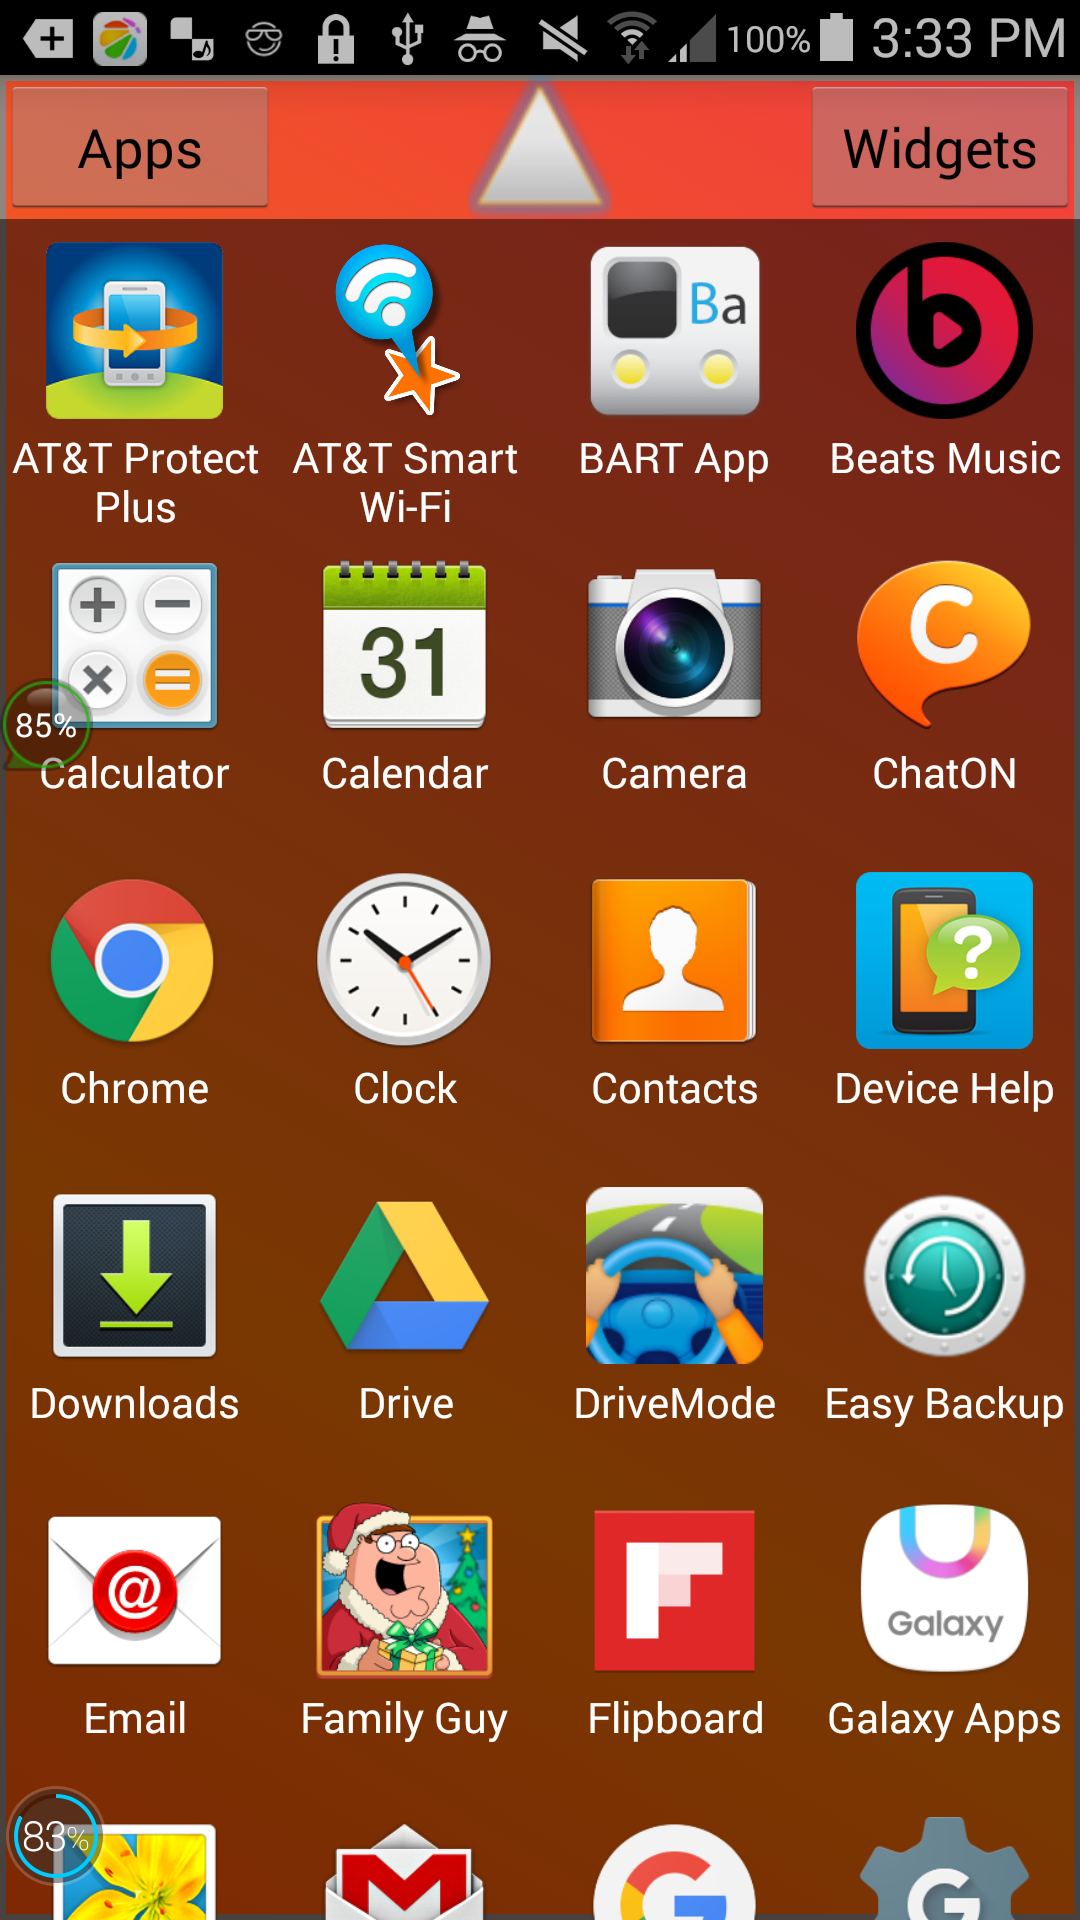 100% 3:33 PM
Apps Widgets
Ba
AT&T Protect Plus AT&T Smart Wi-Fi BART App Beats Music
31
C
85%
Calculator Calendar Camera ChatON
?
Chrome Clock Contacts Device Help
Downloads Drive DriveMode Easy Backup
@
Galaxy
Email Family Guy Flipboard Galaxy Apps
83%